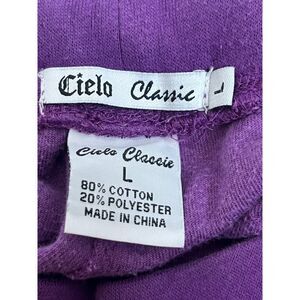 Cielo Classic L
Cielo Classic
L
80% COTTON
20% POLYESTER
MADE IN CHINA